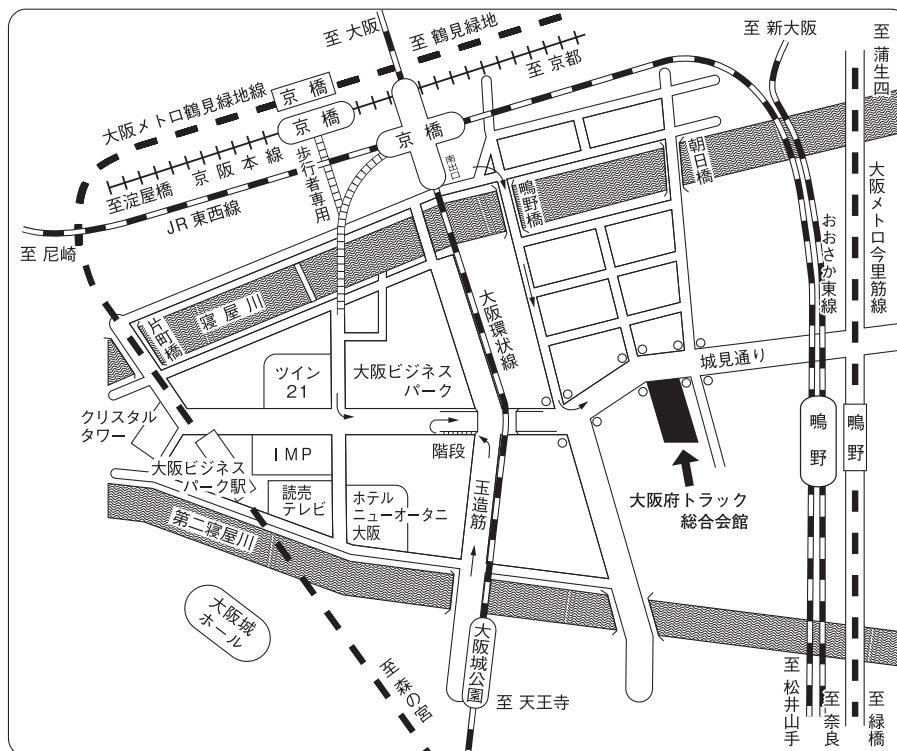 至 大阪
至 鶴見緑地
至 京都
至 新大阪
至 蒲生四
大阪メトロ鶴見緑地線
京橋
京橋
京橋
南出口
京阪本線
至淀屋橋
歩行者専用
JR東西線
至 尼崎
鴫野橋
朝日橋
おおさか東線
大阪メトロ今里筋線
片町橋
寝屋川
大阪環状線
城見通り
ツイン
21
大阪ビジネス
パーク
クリスタル
タワー
階段
鴫野
鴫野
IMP
大阪ビジネス
パーク駅
読売
テレビ
ホテル
ニューオータニ
大阪
玉造筋
大阪府トラック
総合会館
第二寝屋川
大阪城
ホール
大阪城公園
至 森の宮
至 天王寺
至 松井山手
至 奈良
至 緑橋